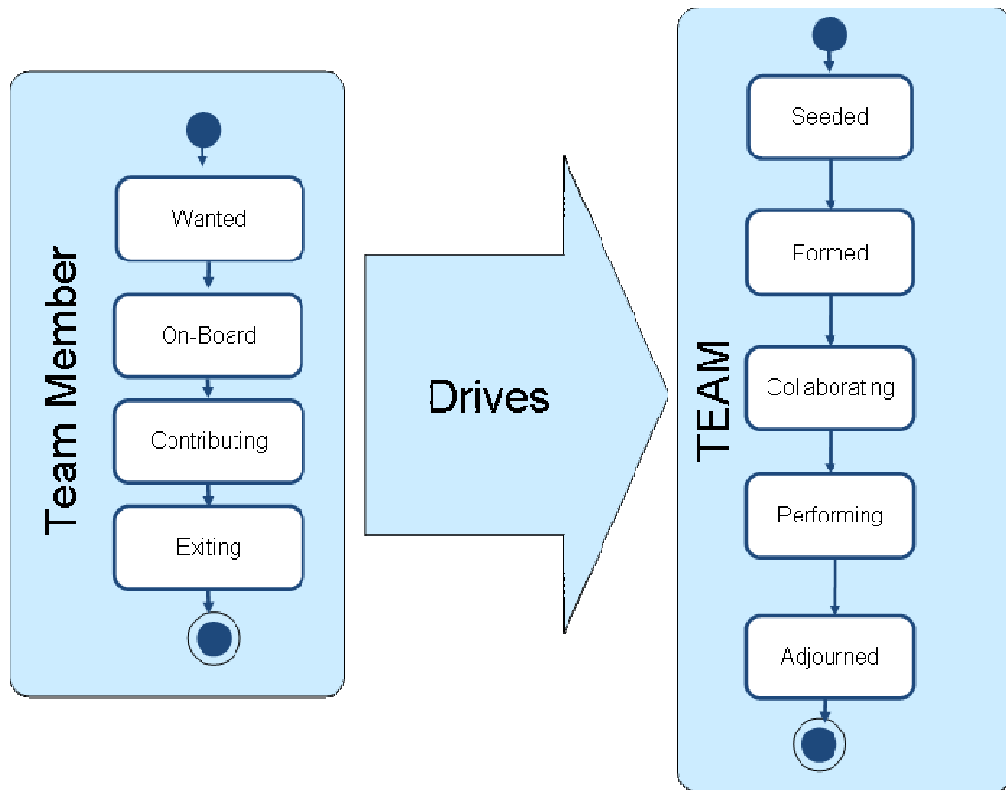 Team Member
Wanted
On-Board
Contributing
Exiting
Drives
TEAM
Seeded
Formed
Collaborating
Performing
Adjourned